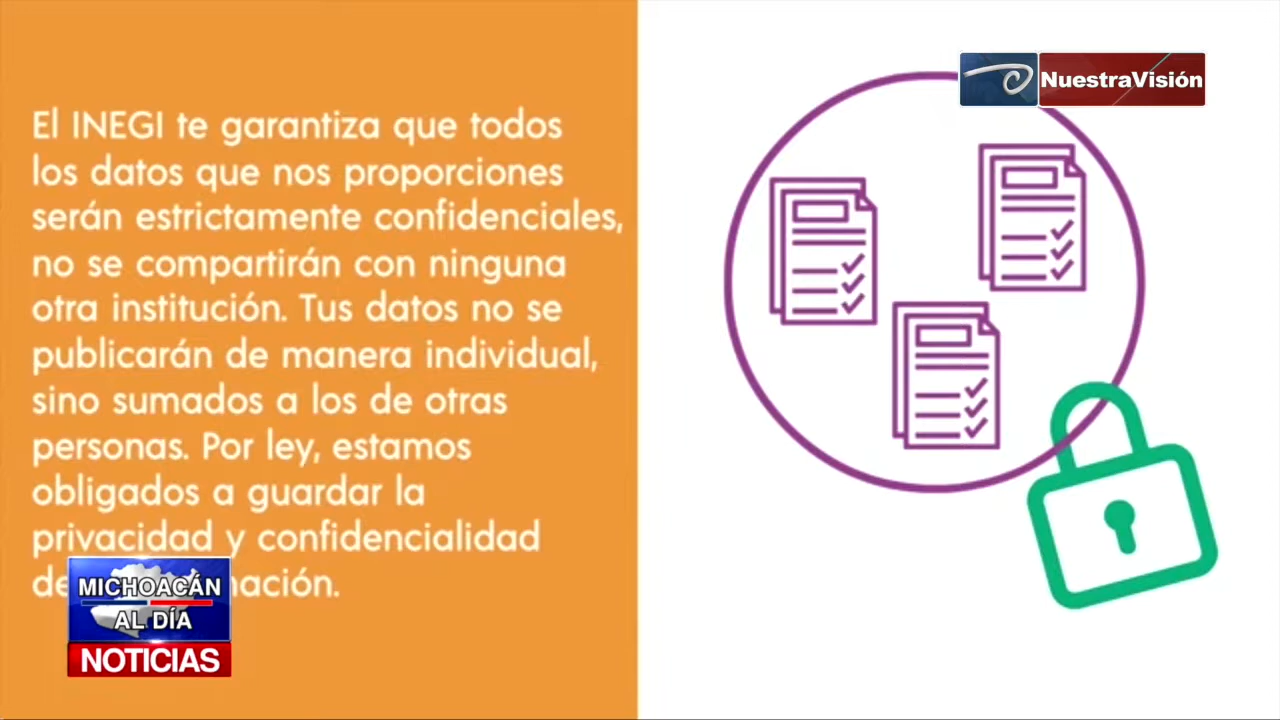 NuestraVisión
El INEGI te garantiza que todos
los datos que nos proporciones
serán estrictamente confidenciales,
no se compartirán con ninguna
otra institución. Tus datos no se
publicarán de manera individual,
sino sumados a los de otras
personas. Por ley, estamos
obligados a guardar la
privacidad y confidencialidad
MICHOACÁN
AL DÍA
NOTICIAS